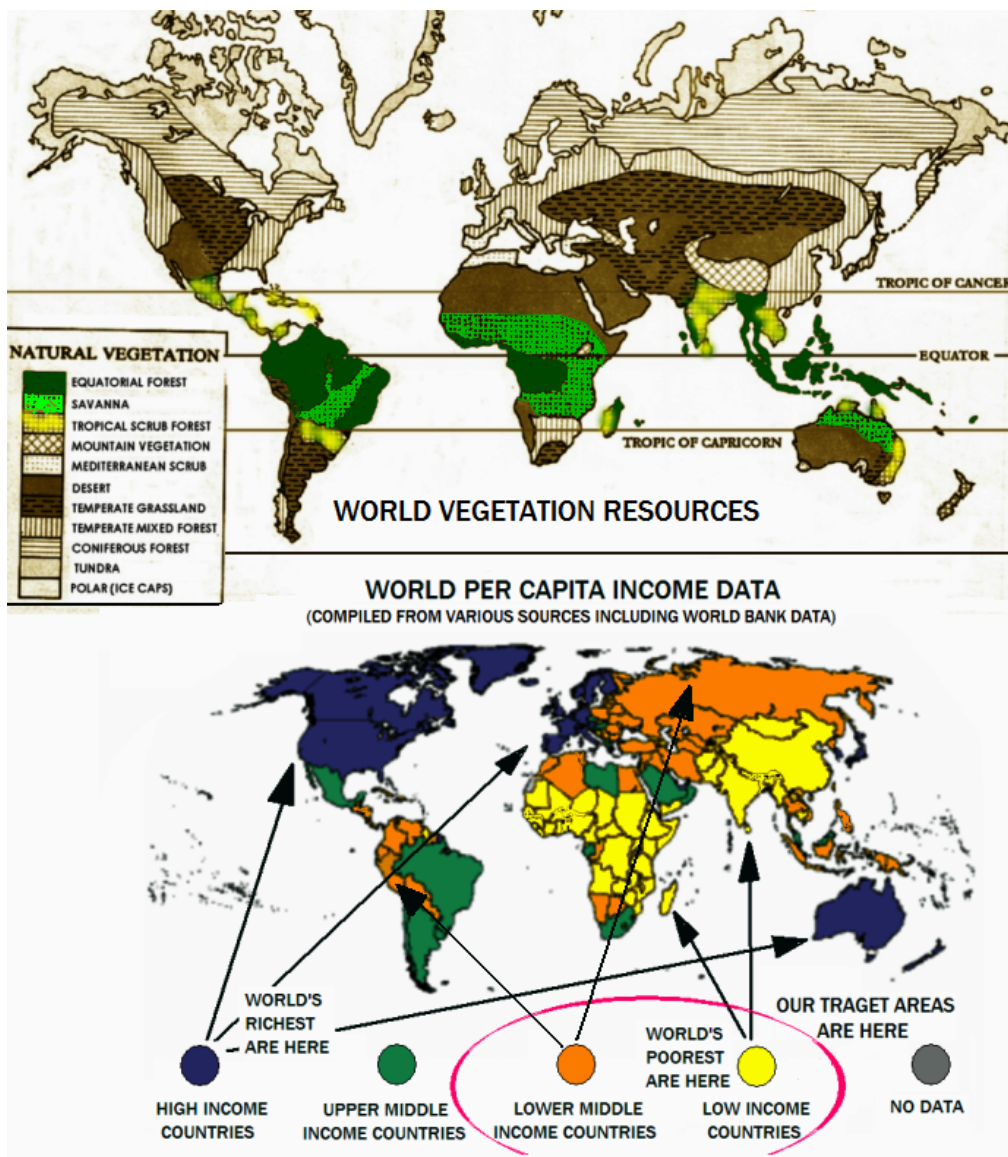 TROPIC OF CANCER
EQUATOR
TROPIC OF CAPRICORN
NATURAL VEGETATION
EQUATORIAL FOREST
SAVANNA
TROPICAL SCRUB FOREST
MOUNTAIN VEGETATION
MEDITERRANEAN SCRUB
DESERT
TEMPERATE GRASSLAND
TEMPERATE MIXED FOREST
CONIFEROUS FOREST
TUNDRA
POLAR (ICE CAPS)
WORLD VEGETATION RESOURCES
WORLD PER CAPITA INCOME DATA
(COMPILED FROM VARIOUS SOURCES INCLUDING WORLD BANK DATA)
WORLD'S
RICHEST
ARE HERE
WORLD'S
POOREST
ARE HERE
OUR TRAGET AREAS
ARE HERE
HIGH INCOME
COUNTRIES
UPPER MIDDLE
INCOME COUNTRIES
LOWER MIDDLE
INCOME COUNTRIES
LOW INCOME
COUNTRIES
NO DATA